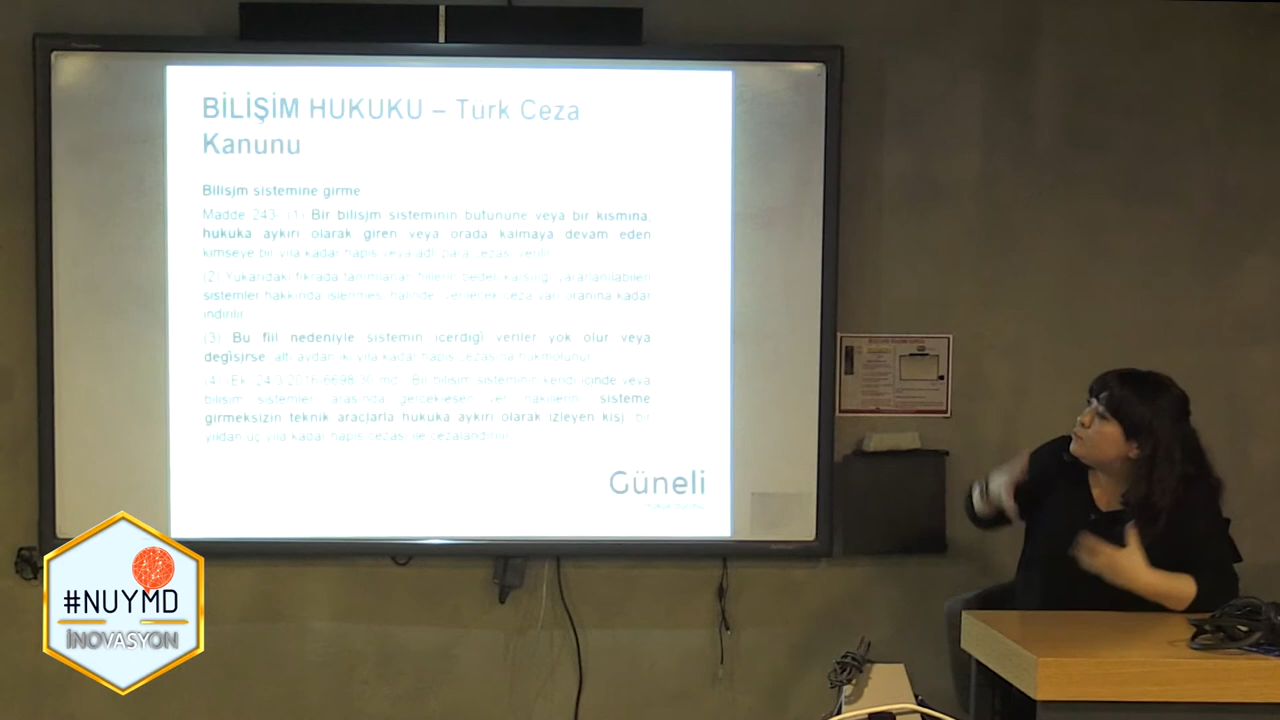 BİLİŞİM HUKUKU – Türk Ceza
Kanunu
Bilişim sistemine girme
Madde 243- (1) Bir bilişim sisteminin bütününe veya bir kısmına,
hukuka aykırı olarak giren veya orada kalmaya devam eden
kimseye bir yıla kadar hapis veya adli para cezası verilir.
(2) Yukarıdaki fıkrada tanımlanan fiillerin bedeli karşılığı yararlanılabilen
sistemler hakkında işlenmesi halinde, verilecek ceza yarı oranına kadar
indirilir.
(3) Bu fiil nedeniyle sistemin içerdiği veriler yok olur veya
değişirse, altı aydan iki yıla kadar hapis cezasına hükmolunur.
(4) (Ek: 24/3/2016-6698/30 md.) Bir bilişim sisteminin kendi içinde veya
bilişim sistemleri arasında gerçekleşen veri nakillerini, sisteme
girmeksizin teknik araçlarla hukuka aykırı olarak izleyen kişi, bir
yıldan üç yıla kadar hapis cezası ile cezalandırılır.
Güneli
#NUYMD
İNOVASYON